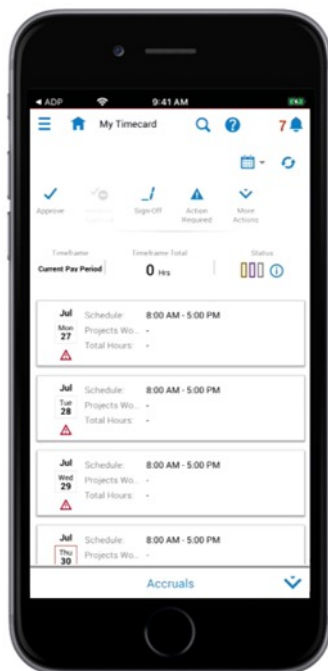 ◄ ADP 9:41 AM
My Timecard 7
Approve Sign-Off Action Required More Actions
Timeframe Timeframe Total Status
Current Pay Period 0 Hrs
Jul Schedule: 8:00 AM - 5:00 PM
Mon Projects Wo... -
27 Total Hours: -
Jul Schedule: 8:00 AM - 5:00 PM
Tue Projects Wo... -
28 Total Hours: -
Jul Schedule: 8:00 AM - 5:00 PM
Wed Projects Wo... -
29 Total Hours: -
Jul Schedule: 8:00 AM - 5:00 PM
Thu Projects Wo... -
30
Accruals